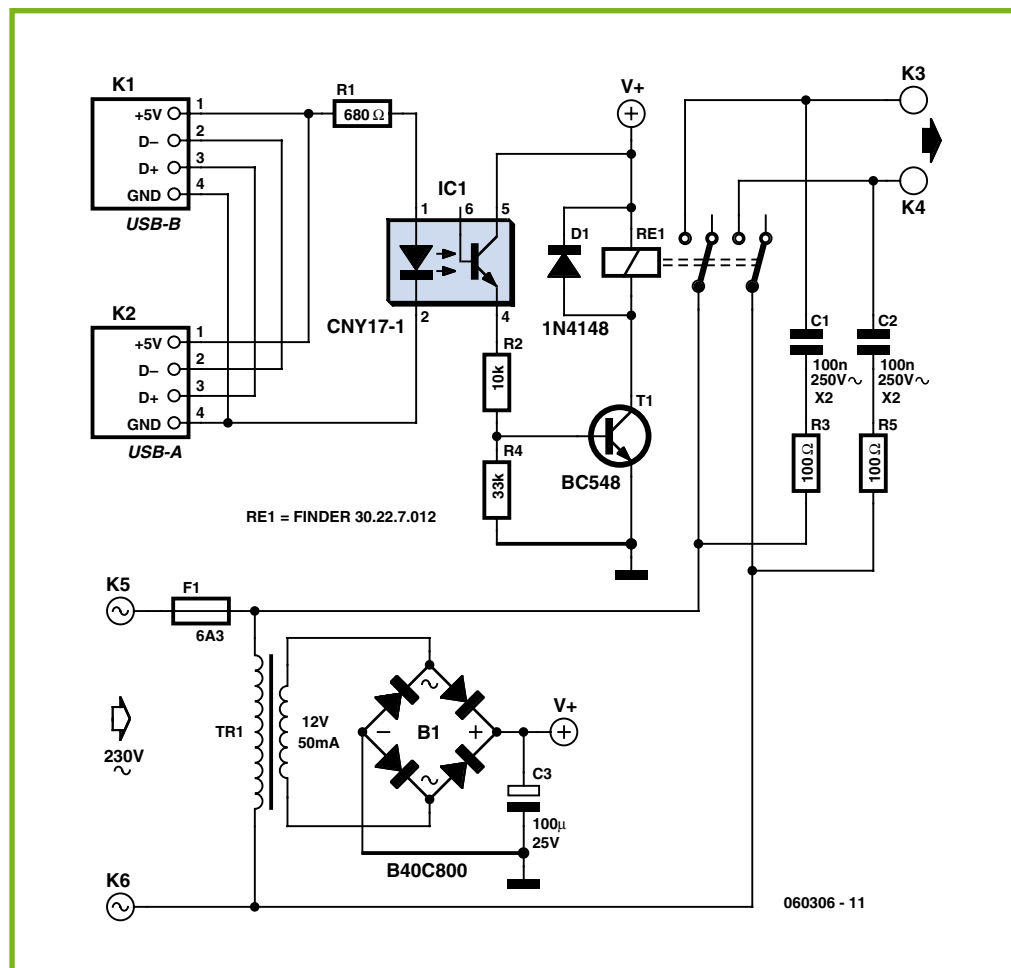 K1
+5V 1
D– 2
D+ 3
GND 4
USB-B
K2
+5V 1
D– 2
D+ 3
GND 4
USB-A
R1
680 Ω
IC1
1
6
5
2
4
CNY17-1
R2
10k
R4
33k
V+
D1
1N4148
RE1
T1
BC548
RE1 = FINDER 30.22.7.012
K3
K4
C1
100n
250V~
X2
C2
100n
250V~
X2
R3
100Ω
R5
100Ω
K5
F1
6A3
230V
~
TR1
12V
50mA
~
– B1 +
~
B40C800
V+
C3
100µ
25V
K6
060306 - 11